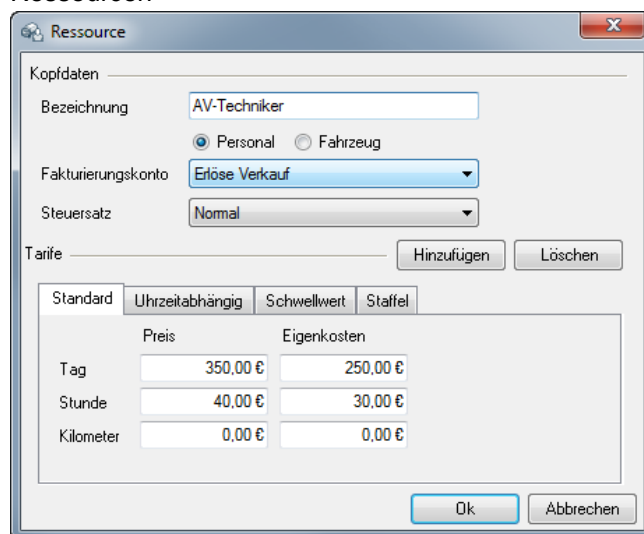 Ressourcen
Ressource
Kopfdaten
Bezeichnung AV-Techniker
Personal Fahrzeug
Fakturierungskonto Erlöse Verkauf
Steuersatz Normal
Tarife Hinzufügen Löschen
Standard Uhrzeitabhängig Schwellwert Staffel
Preis Eigenkosten
Tag 350,00 € 250,00 €
Stunde 40,00 € 30,00 €
Kilometer 0,00 € 0,00 €
Ok Abbrechen